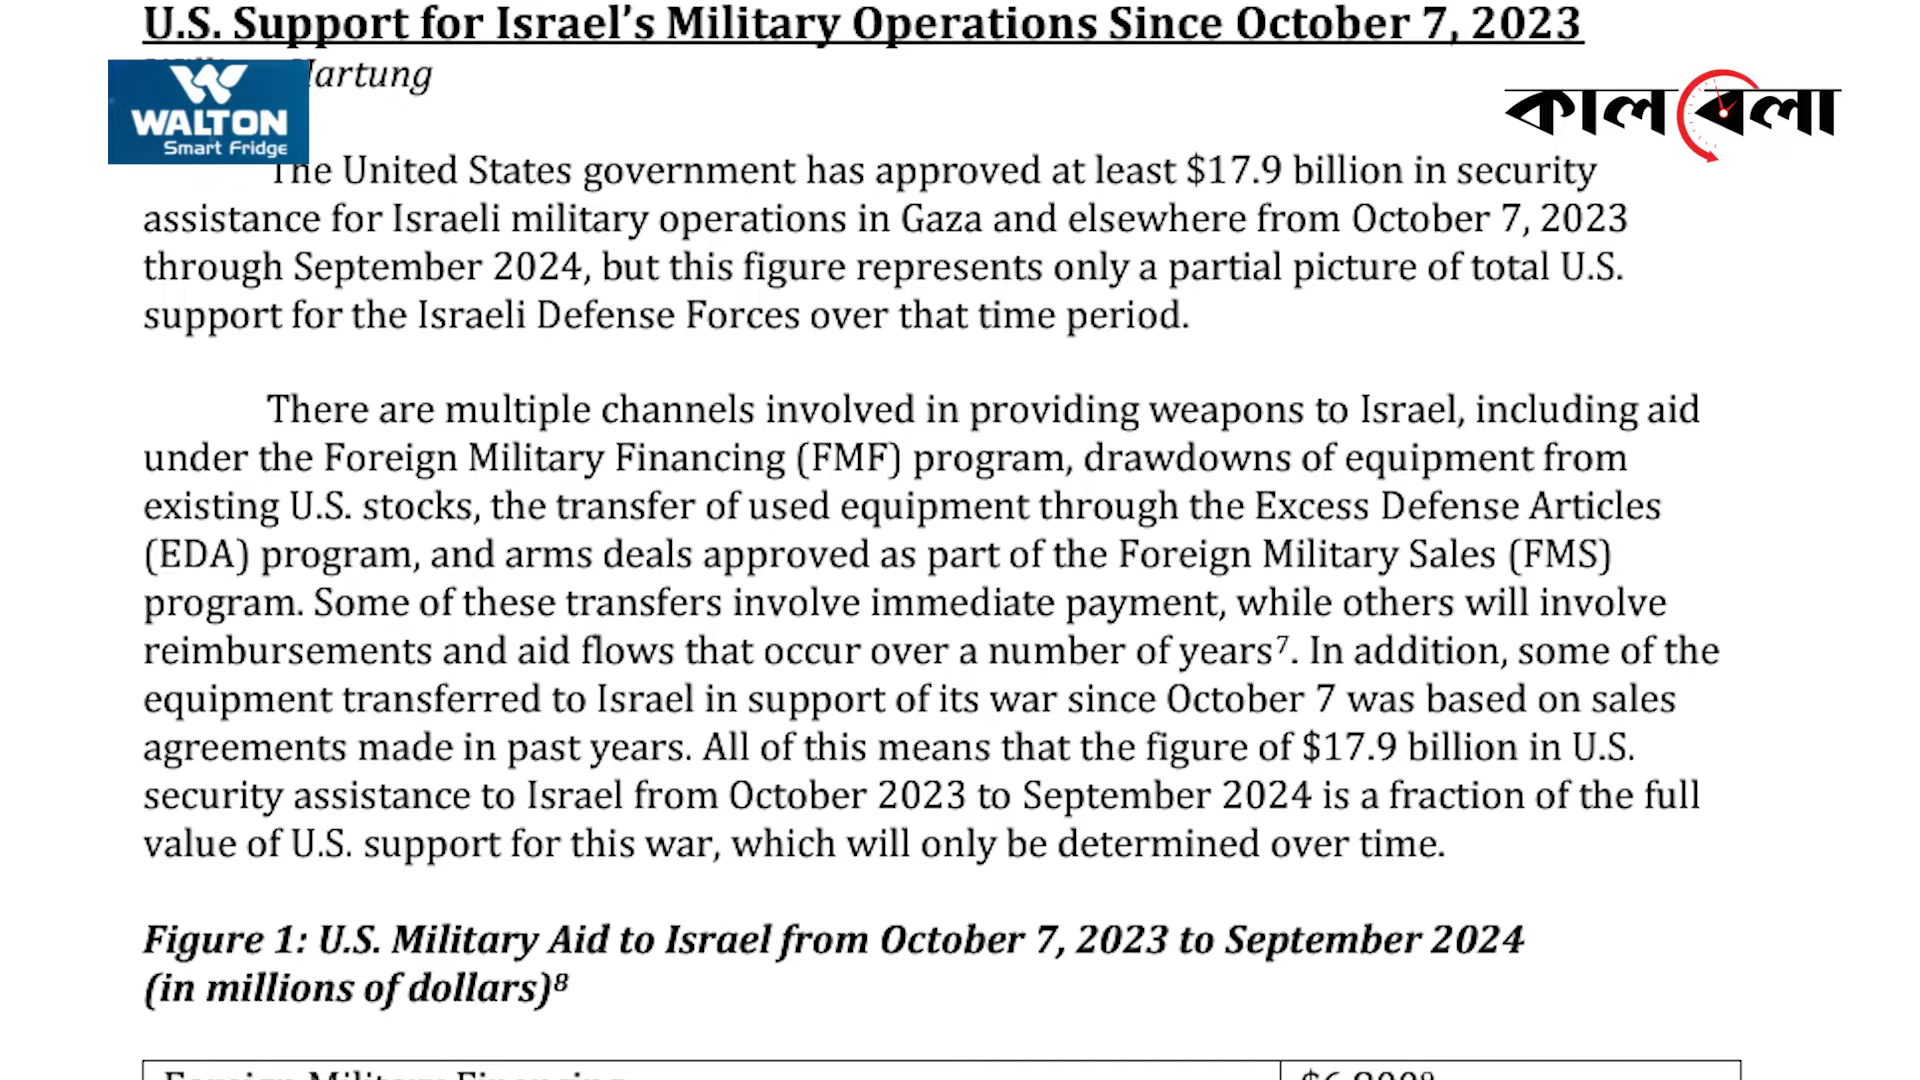 U.S. Support for Israel’s Military Operations Since October 7, 2023
Hartung
WALTON
Smart Fridge
কালবেলা
The United States government has approved at least $17.9 billion in security
assistance for Israeli military operations in Gaza and elsewhere from October 7, 2023
through September 2024, but this figure represents only a partial picture of total U.S.
support for the Israeli Defense Forces over that time period.
There are multiple channels involved in providing weapons to Israel, including aid
under the Foreign Military Financing (FMF) program, drawdowns of equipment from
existing U.S. stocks, the transfer of used equipment through the Excess Defense Articles
(EDA) program, and arms deals approved as part of the Foreign Military Sales (FMS)
program. Some of these transfers involve immediate payment, while others will involve
reimbursements and aid flows that occur over a number of years⁷. In addition, some of the
equipment transferred to Israel in support of its war since October 7 was based on sales
agreements made in past years. All of this means that the figure of $17.9 billion in U.S.
security assistance to Israel from October 2023 to September 2024 is a fraction of the full
value of U.S. support for this war, which will only be determined over time.
Figure 1: U.S. Military Aid to Israel from October 7, 2023 to September 2024
(in millions of dollars)⁸
Foreign Military Financing